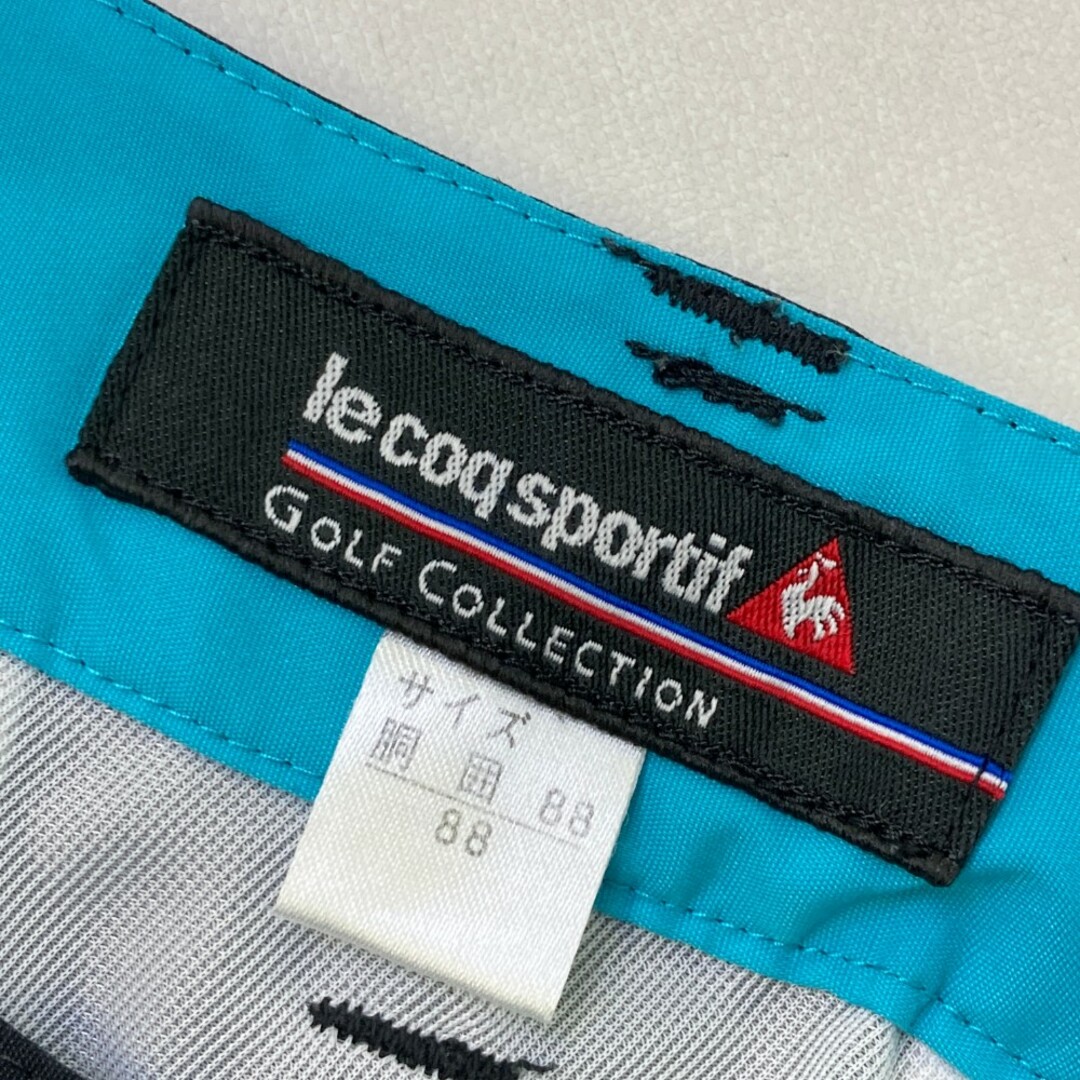 le coq sportif
GOLF COLLECTION
サイズ
胴囲 88
88